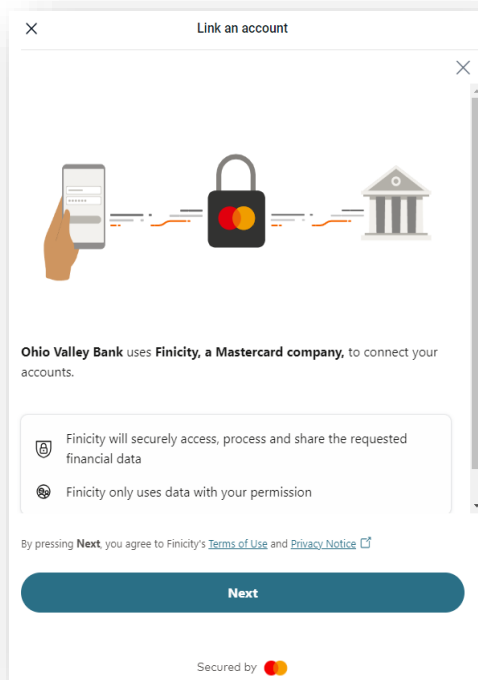 Link an account
Ohio Valley Bank uses Finicity, a Mastercard company, to connect your
accounts.
Finicity will securely access, process and share the requested
financial data
Finicity only uses data with your permission
By pressing Next, you agree to Finicity's Terms of Use and Privacy Notice
Next
Secured by